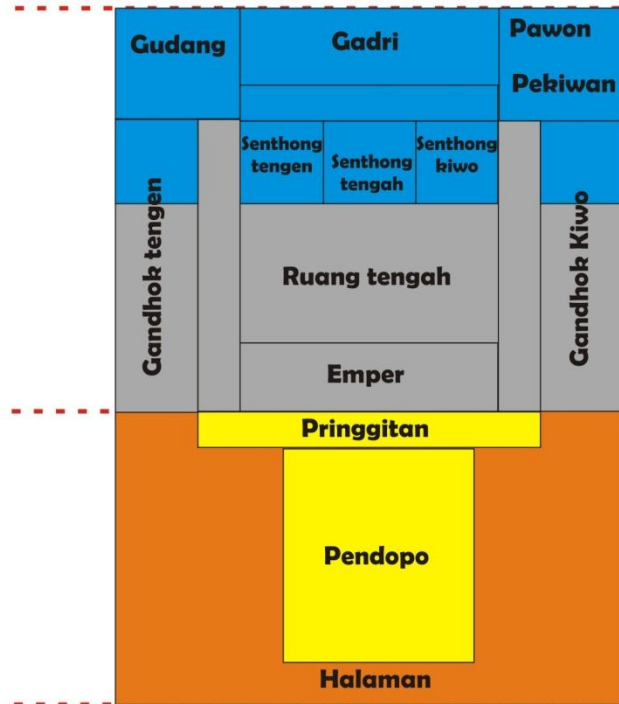 Gudang
Gadri
Pawon
Pekiwan
Senthong
tengen
Senthong
tengah
Senthong
kiwo
Gandhok tengen
Ruang tengah
Gandhok Kiwo
Emper
Pringgitan
Pendopo
Halaman